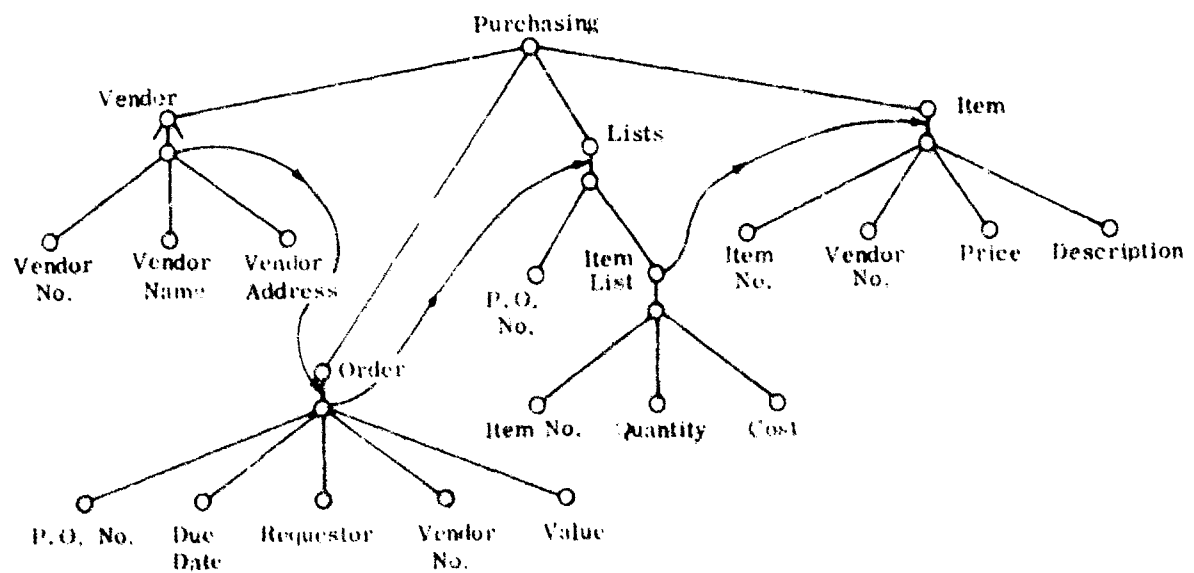 Purchasing
Vendor
Item
Lists
Vendor
No.
Vendor
Name
Vendor
Address
Item
List
P.O.
No.
Item
No.
Vendor
No.
Price
Description
Order
Item No.
Quantity
Cost
P.O. No.
Due
Date
Requestor
Vendor
No.
Value